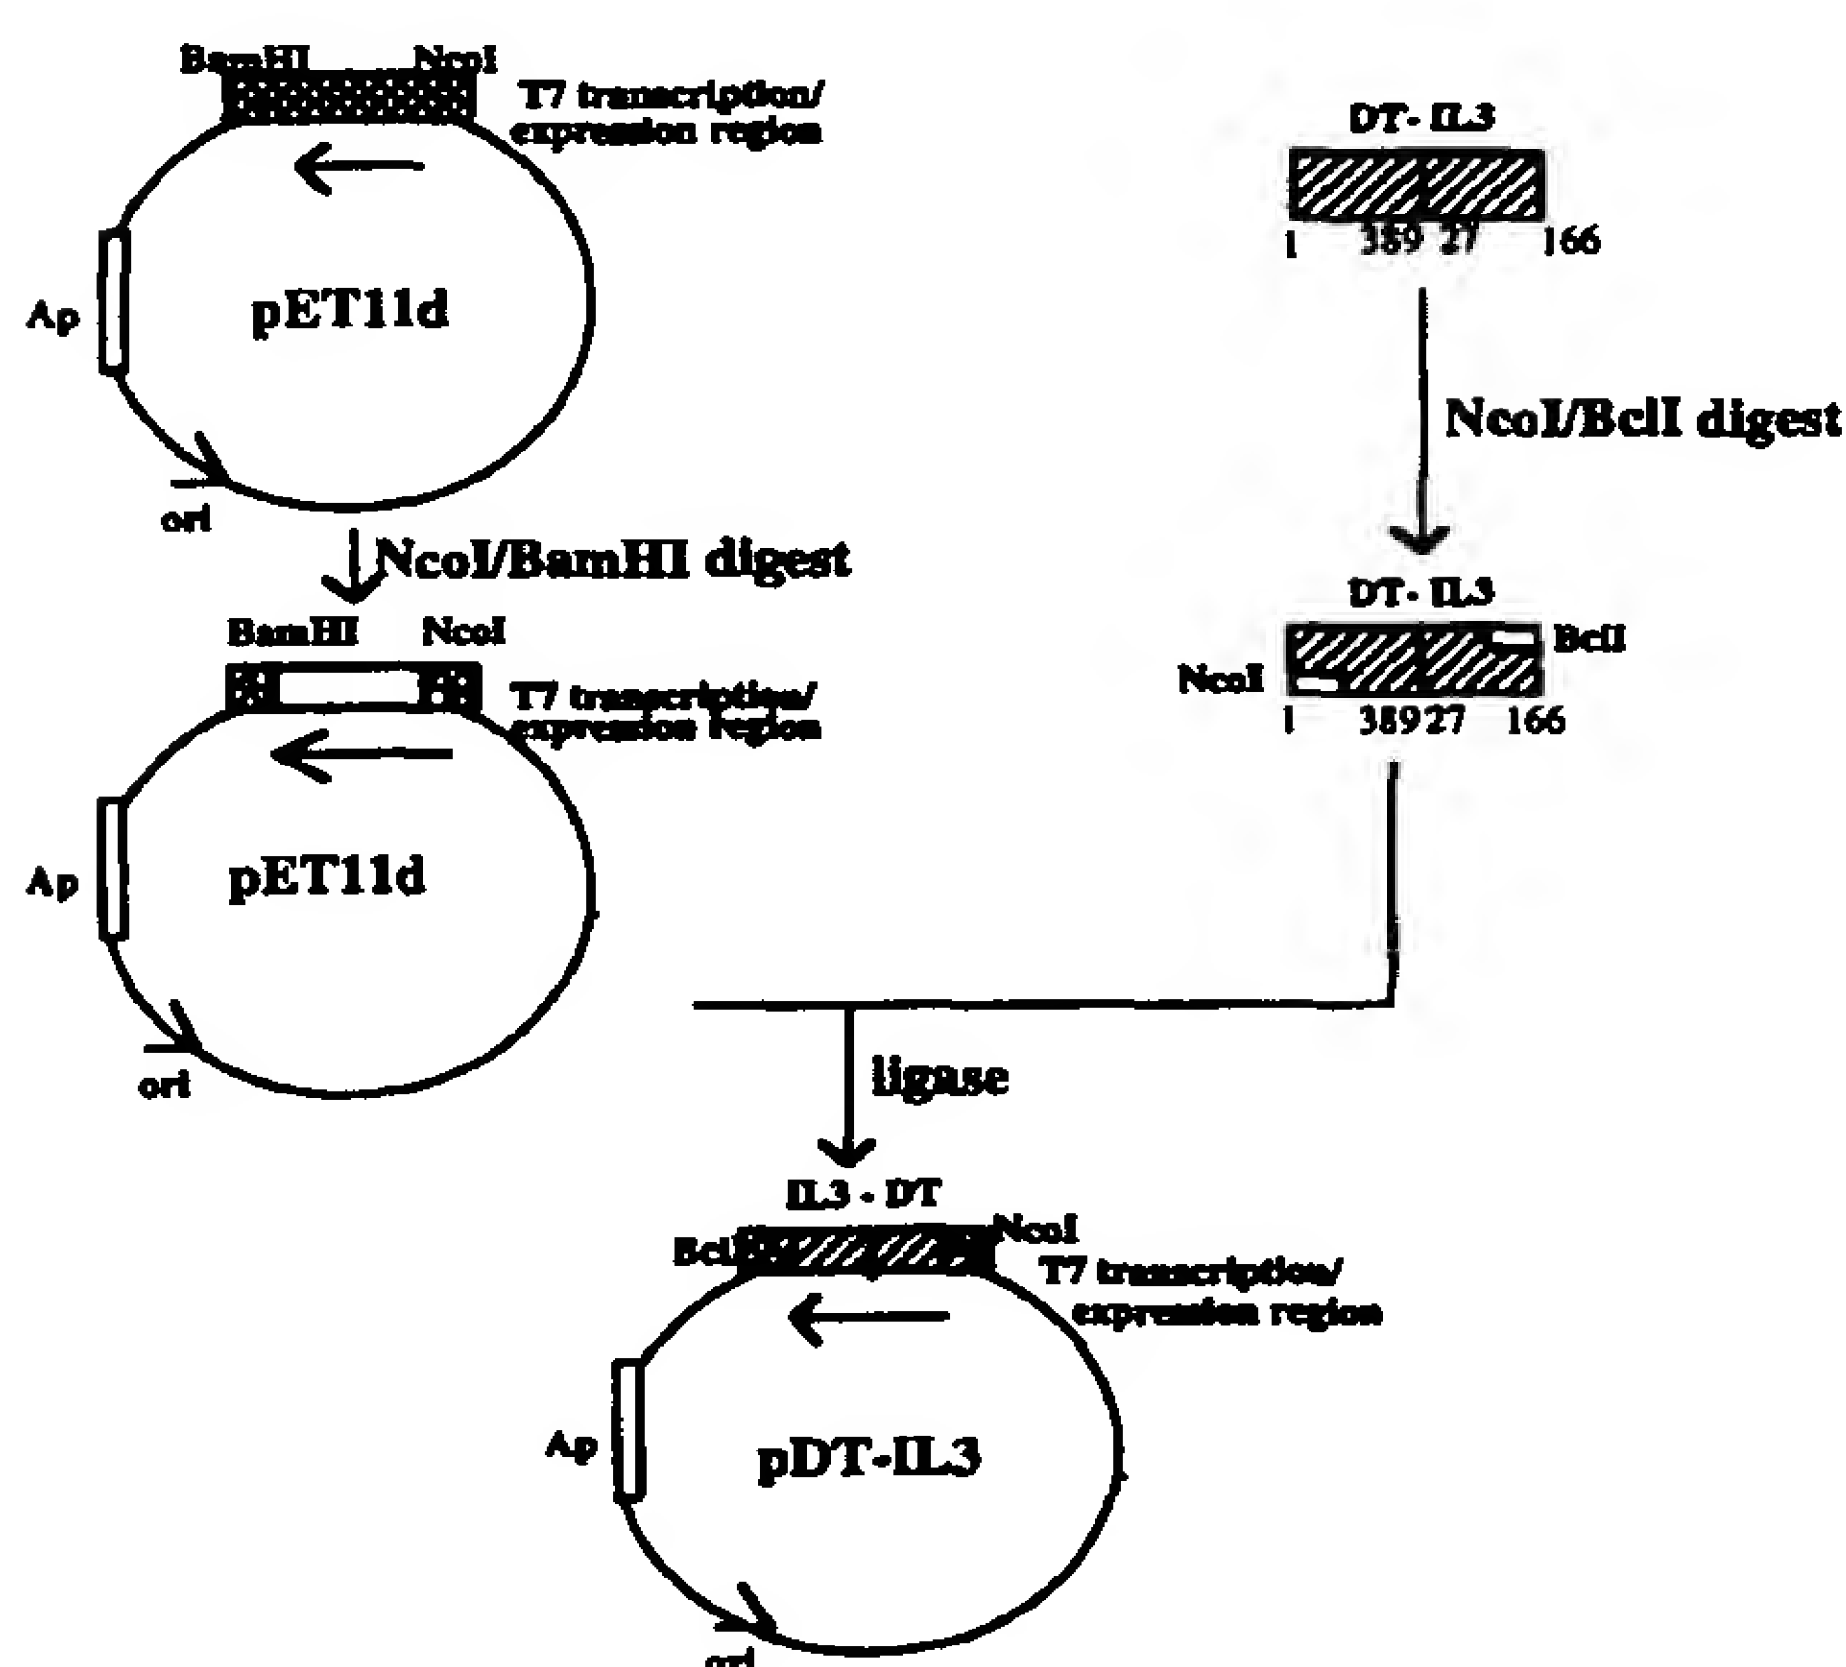 BamHI NcoI
T7 transcription/
expression region
Ap
pET11d
ori
NcoI/BamHI digest
BamHI NcoI
T7 transcription/
expression region
Ap
pET11d
ori
DT- IL3
1 389 27 166
NcoI/BclI digest
DT- IL3
BclI
NcoI
1 389 27 166
ligase
IL3 - DT
BclI NcoI
T7 transcription/
expression region
Ap
pDT-IL3
ori